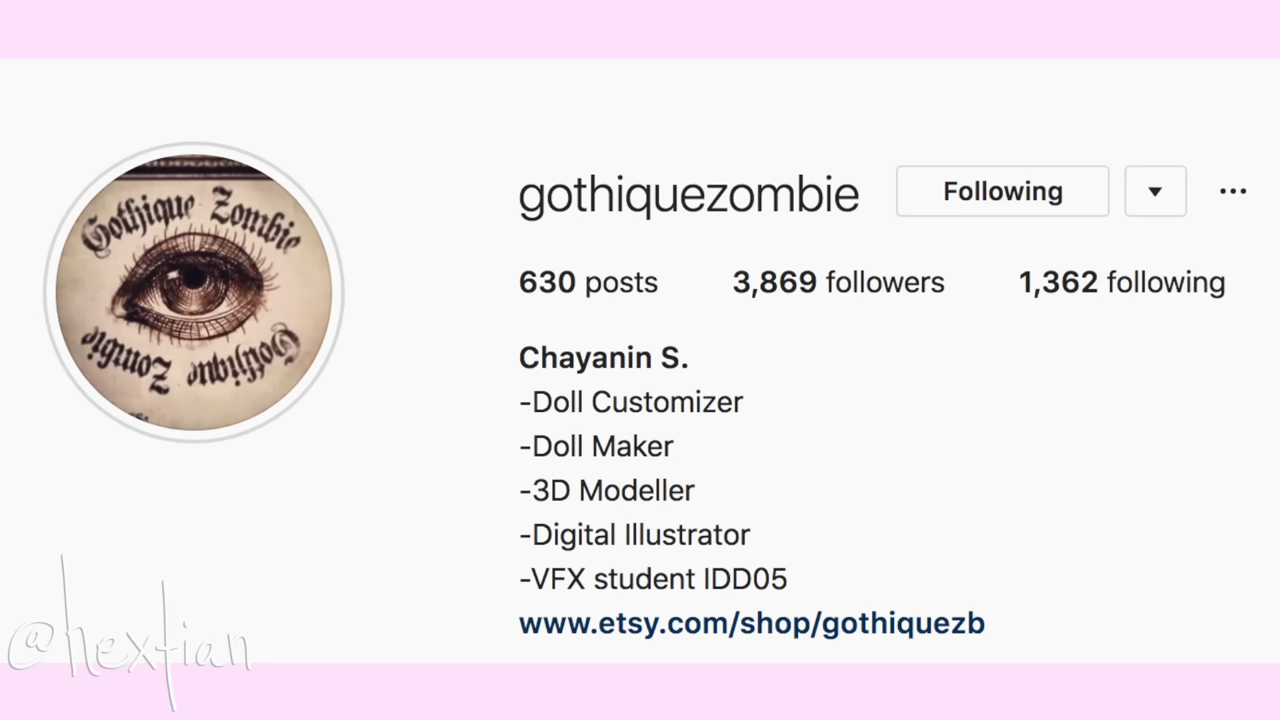 Gothique Zombie
Gothique Zombie
gothiquezombie Following ▼ •••
630 posts 3,869 followers 1,362 following
Chayanin S.
-Doll Customizer
-Doll Maker
-3D Modeller
-Digital Illustrator
-VFX student IDD05
www.etsy.com/shop/gothiquezb
@hextian